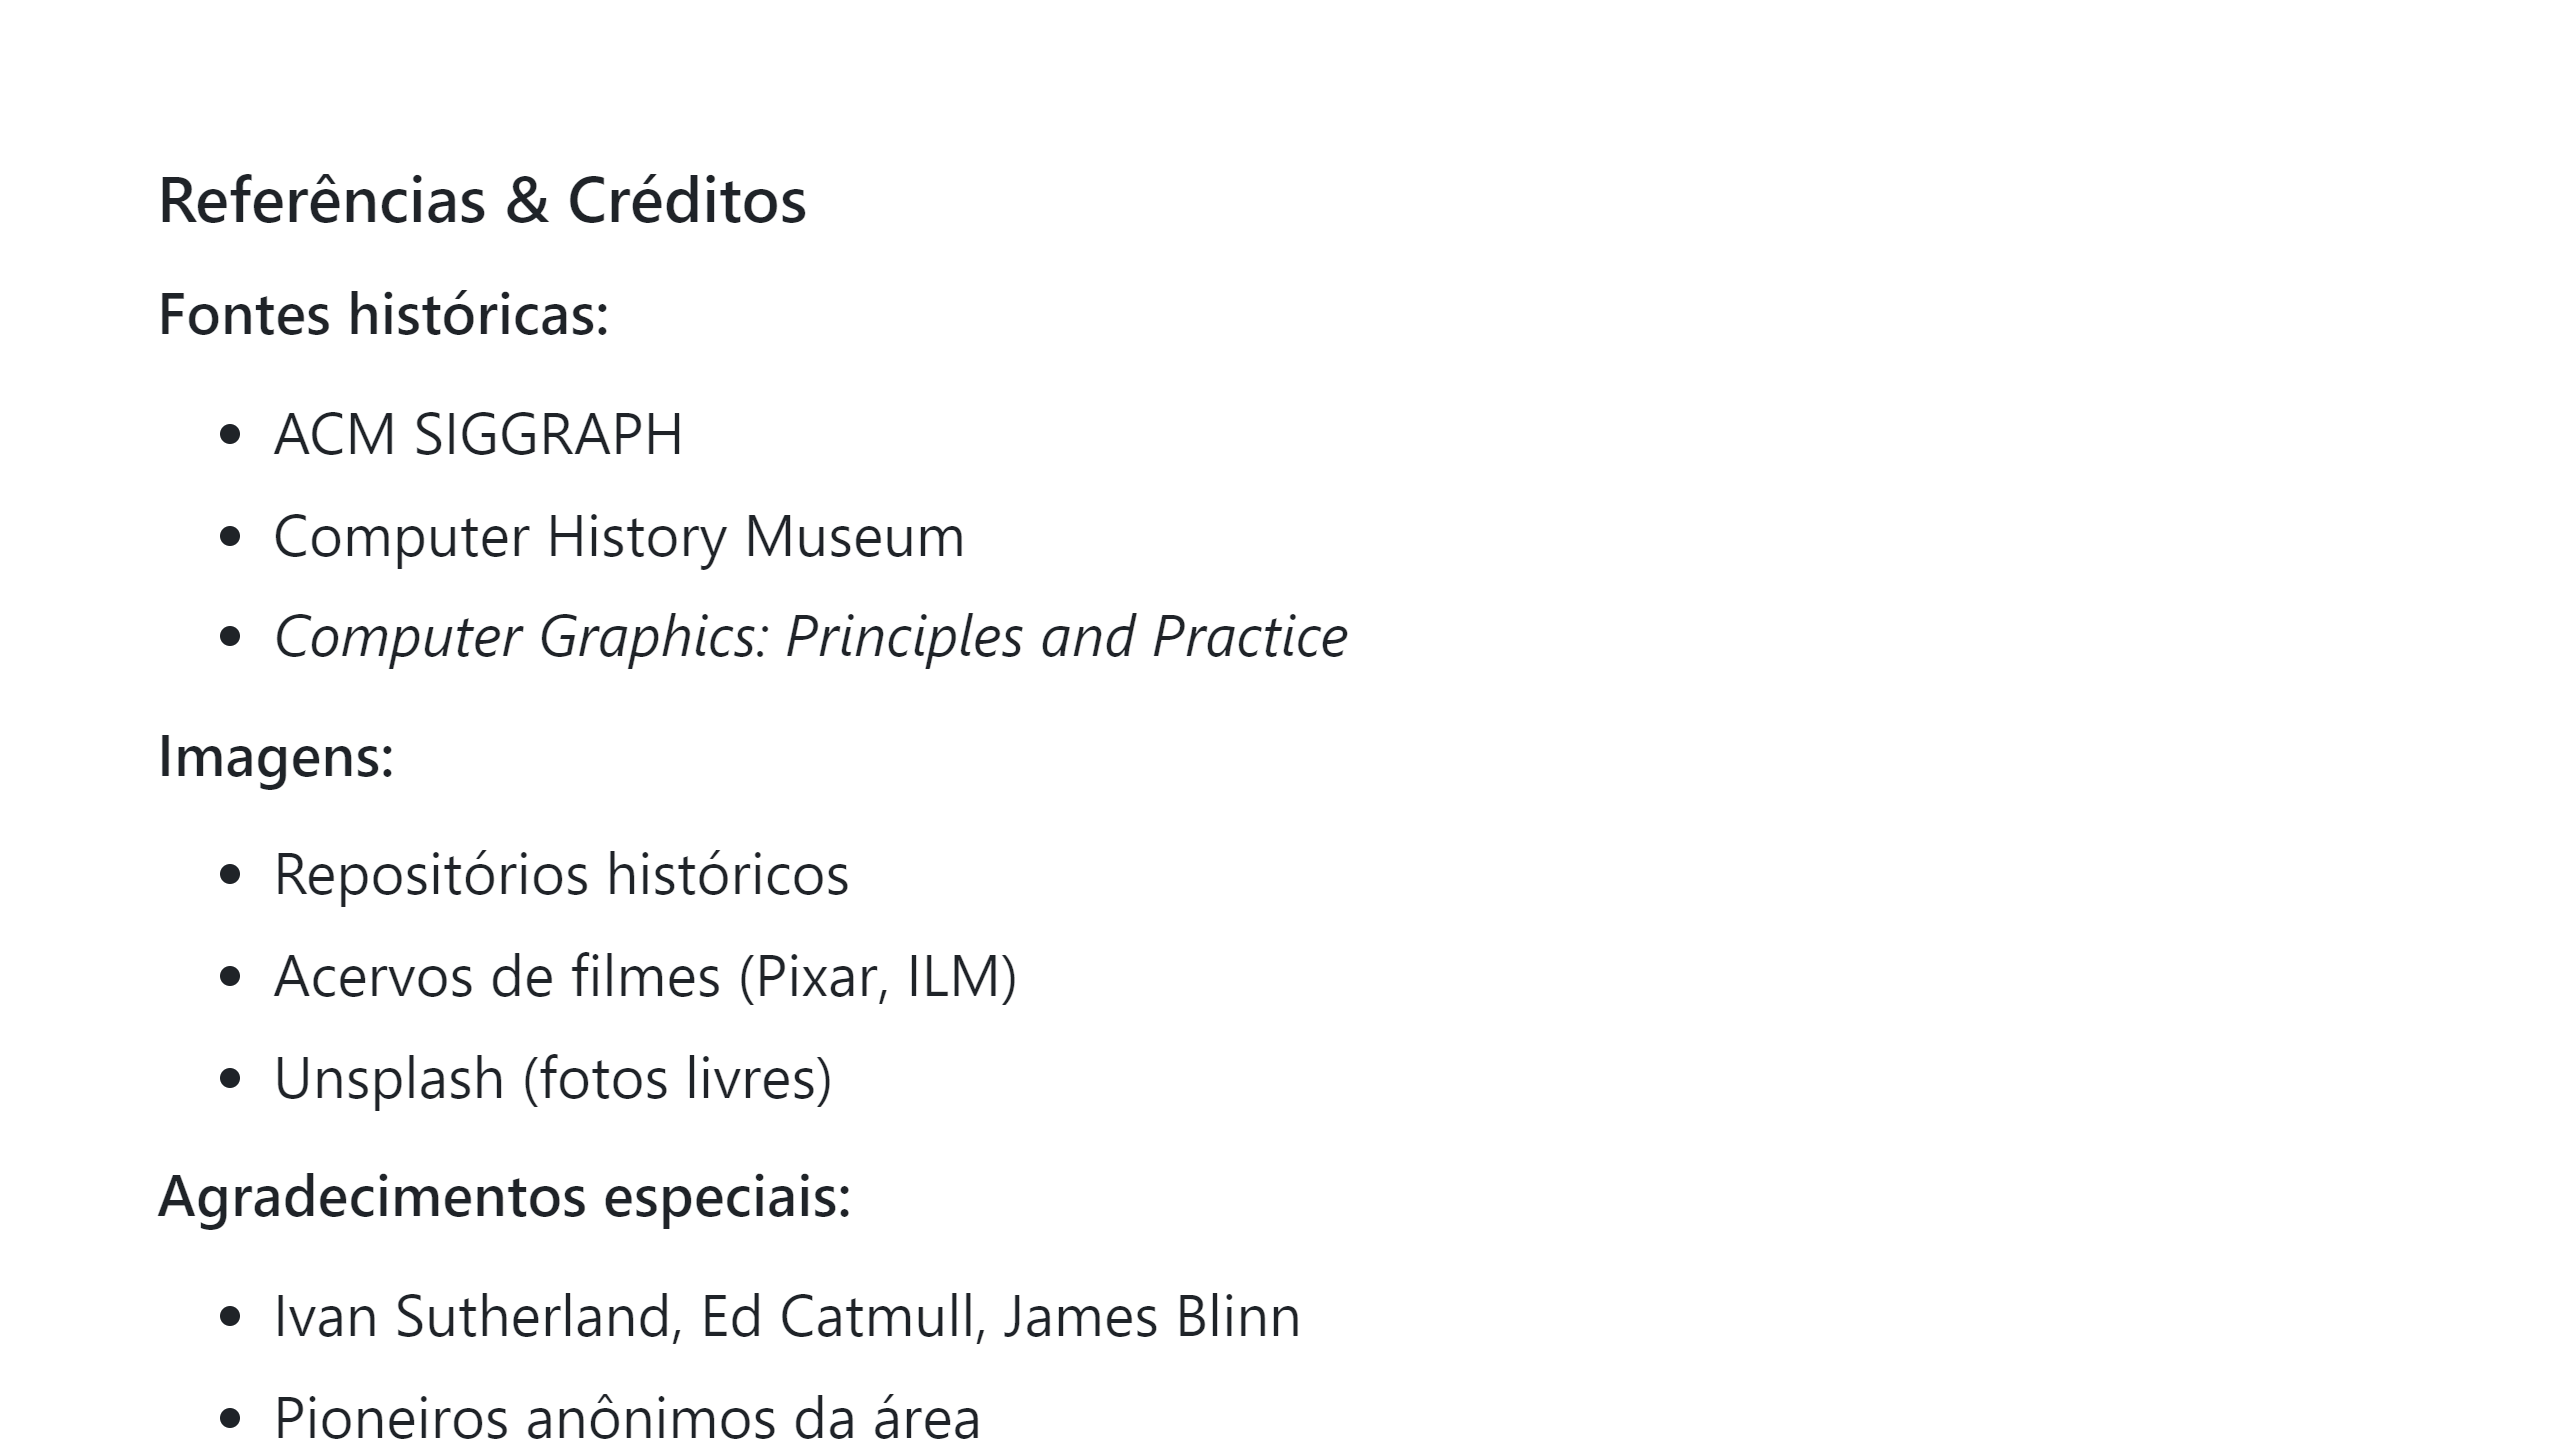 Referências & Créditos
Fontes históricas:
ACM SIGGRAPH
Computer History Museum
Computer Graphics: Principles and Practice
Imagens:
Repositórios históricos
Acervos de filmes (Pixar, ILM)
Unsplash (fotos livres)
Agradecimentos especiais:
Ivan Sutherland, Ed Catmull, James Blinn
Pioneiros anônimos da área